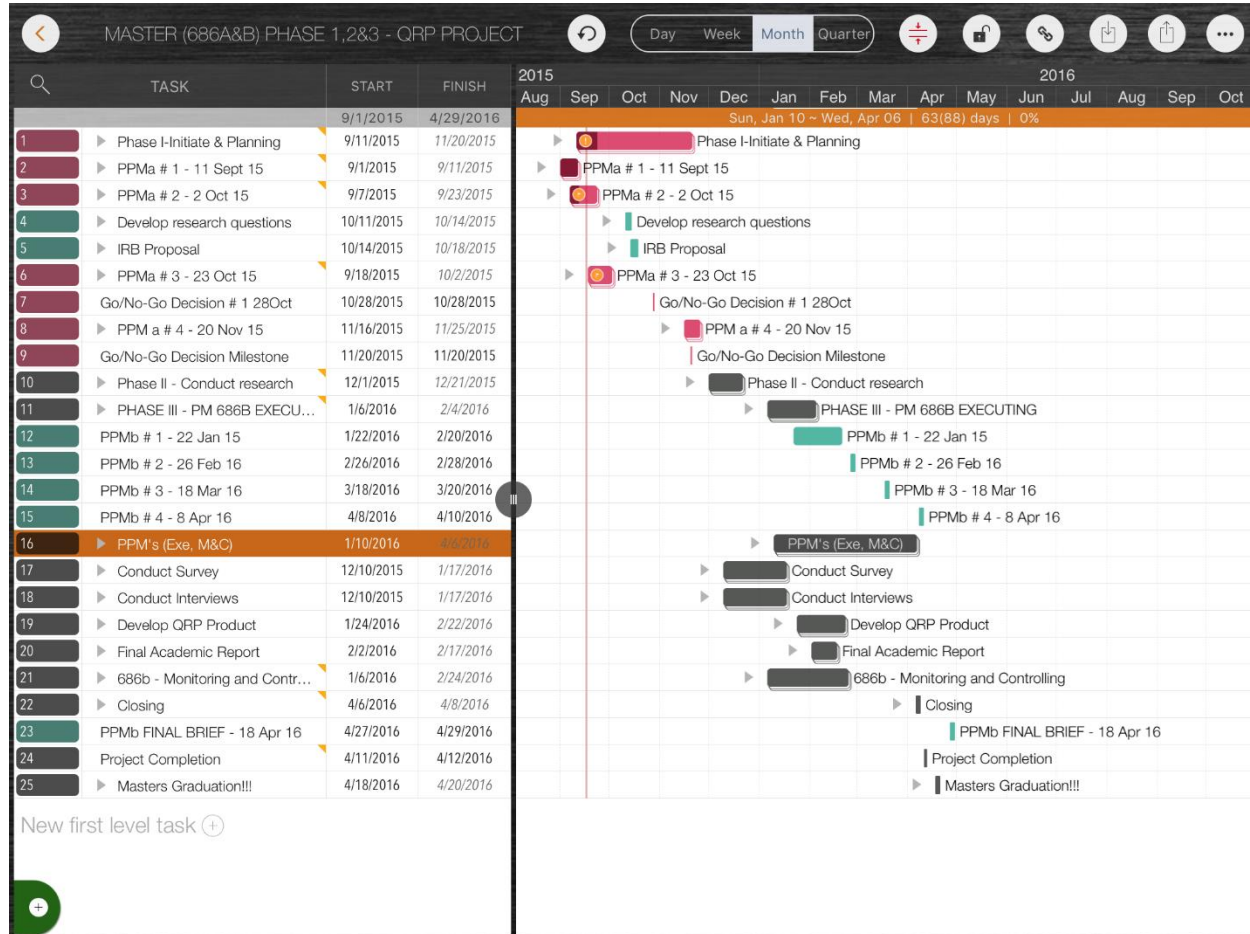 MASTER (686A&B) PHASE 1,2&3 - QRP PROJECT Day Week Month Quarter
TASK START FINISH 2015 2016
Aug Sep Oct Nov Dec Jan Feb Mar Apr May Jun Jul Aug Sep Oct
9/1/2015 4/29/2016 Sun, Jan 10 ~ Wed, Apr 06 | 63(88) days | 0%
1 Phase I-Initiate & Planning 9/11/2015 11/20/2015 Phase I-Initiate & Planning
2 PPMa # 1 - 11 Sept 15 9/1/2015 9/11/2015 PPMa # 1 - 11 Sept 15
3 PPMa # 2 - 2 Oct 15 9/7/2015 9/23/2015 PPMa # 2 - 2 Oct 15
4 Develop research questions 10/11/2015 10/14/2015 Develop research questions
5 IRB Proposal 10/14/2015 10/18/2015 IRB Proposal
6 PPMa # 3 - 23 Oct 15 9/18/2015 10/2/2015 PPMa # 3 - 23 Oct 15
7 Go/No-Go Decision # 1 28Oct 10/28/2015 10/28/2015 Go/No-Go Decision # 1 28Oct
8 PPM a # 4 - 20 Nov 15 11/16/2015 11/25/2015 PPM a # 4 - 20 Nov 15
9 Go/No-Go Decision Milestone 11/20/2015 11/20/2015 Go/No-Go Decision Milestone
10 Phase II - Conduct research 12/1/2015 12/21/2015 Phase II - Conduct research
11 PHASE III - PM 686B EXECU... 1/6/2016 2/4/2016 PHASE III - PM 686B EXECUTING
12 PPMb # 1 - 22 Jan 15 1/22/2016 2/20/2016 PPMb # 1 - 22 Jan 15
13 PPMb # 2 - 26 Feb 16 2/26/2016 2/28/2016 PPMb # 2 - 26 Feb 16
14 PPMb # 3 - 18 Mar 16 3/18/2016 3/20/2016 PPMb # 3 - 18 Mar 16
15 PPMb # 4 - 8 Apr 16 4/8/2016 4/10/2016 PPMb # 4 - 8 Apr 16
16 PPM's (Exe, M&C) 1/10/2016 4/6/2016 PPM's (Exe, M&C)
17 Conduct Survey 12/10/2015 1/17/2016 Conduct Survey
18 Conduct Interviews 12/10/2015 1/17/2016 Conduct Interviews
19 Develop QRP Product 1/24/2016 2/22/2016 Develop QRP Product
20 Final Academic Report 2/2/2016 2/17/2016 Final Academic Report
21 686b - Monitoring and Contr... 1/6/2016 2/24/2016 686b - Monitoring and Controlling
22 Closing 4/6/2016 4/8/2016 Closing
23 PPMb FINAL BRIEF - 18 Apr 16 4/27/2016 4/29/2016 PPMb FINAL BRIEF - 18 Apr 16
24 Project Completion 4/11/2016 4/12/2016 Project Completion
25 Masters Graduation!!! 4/18/2016 4/20/2016 Masters Graduation!!!
New first level task